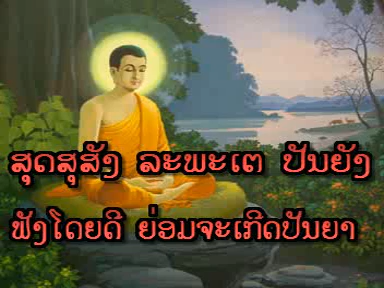 ສຸດສຸສັງ ລະພະເຕ ປັນຍັງ
ຟັງໂດຍດີ ຍ່ອມຈະເກີດປັນຍາ